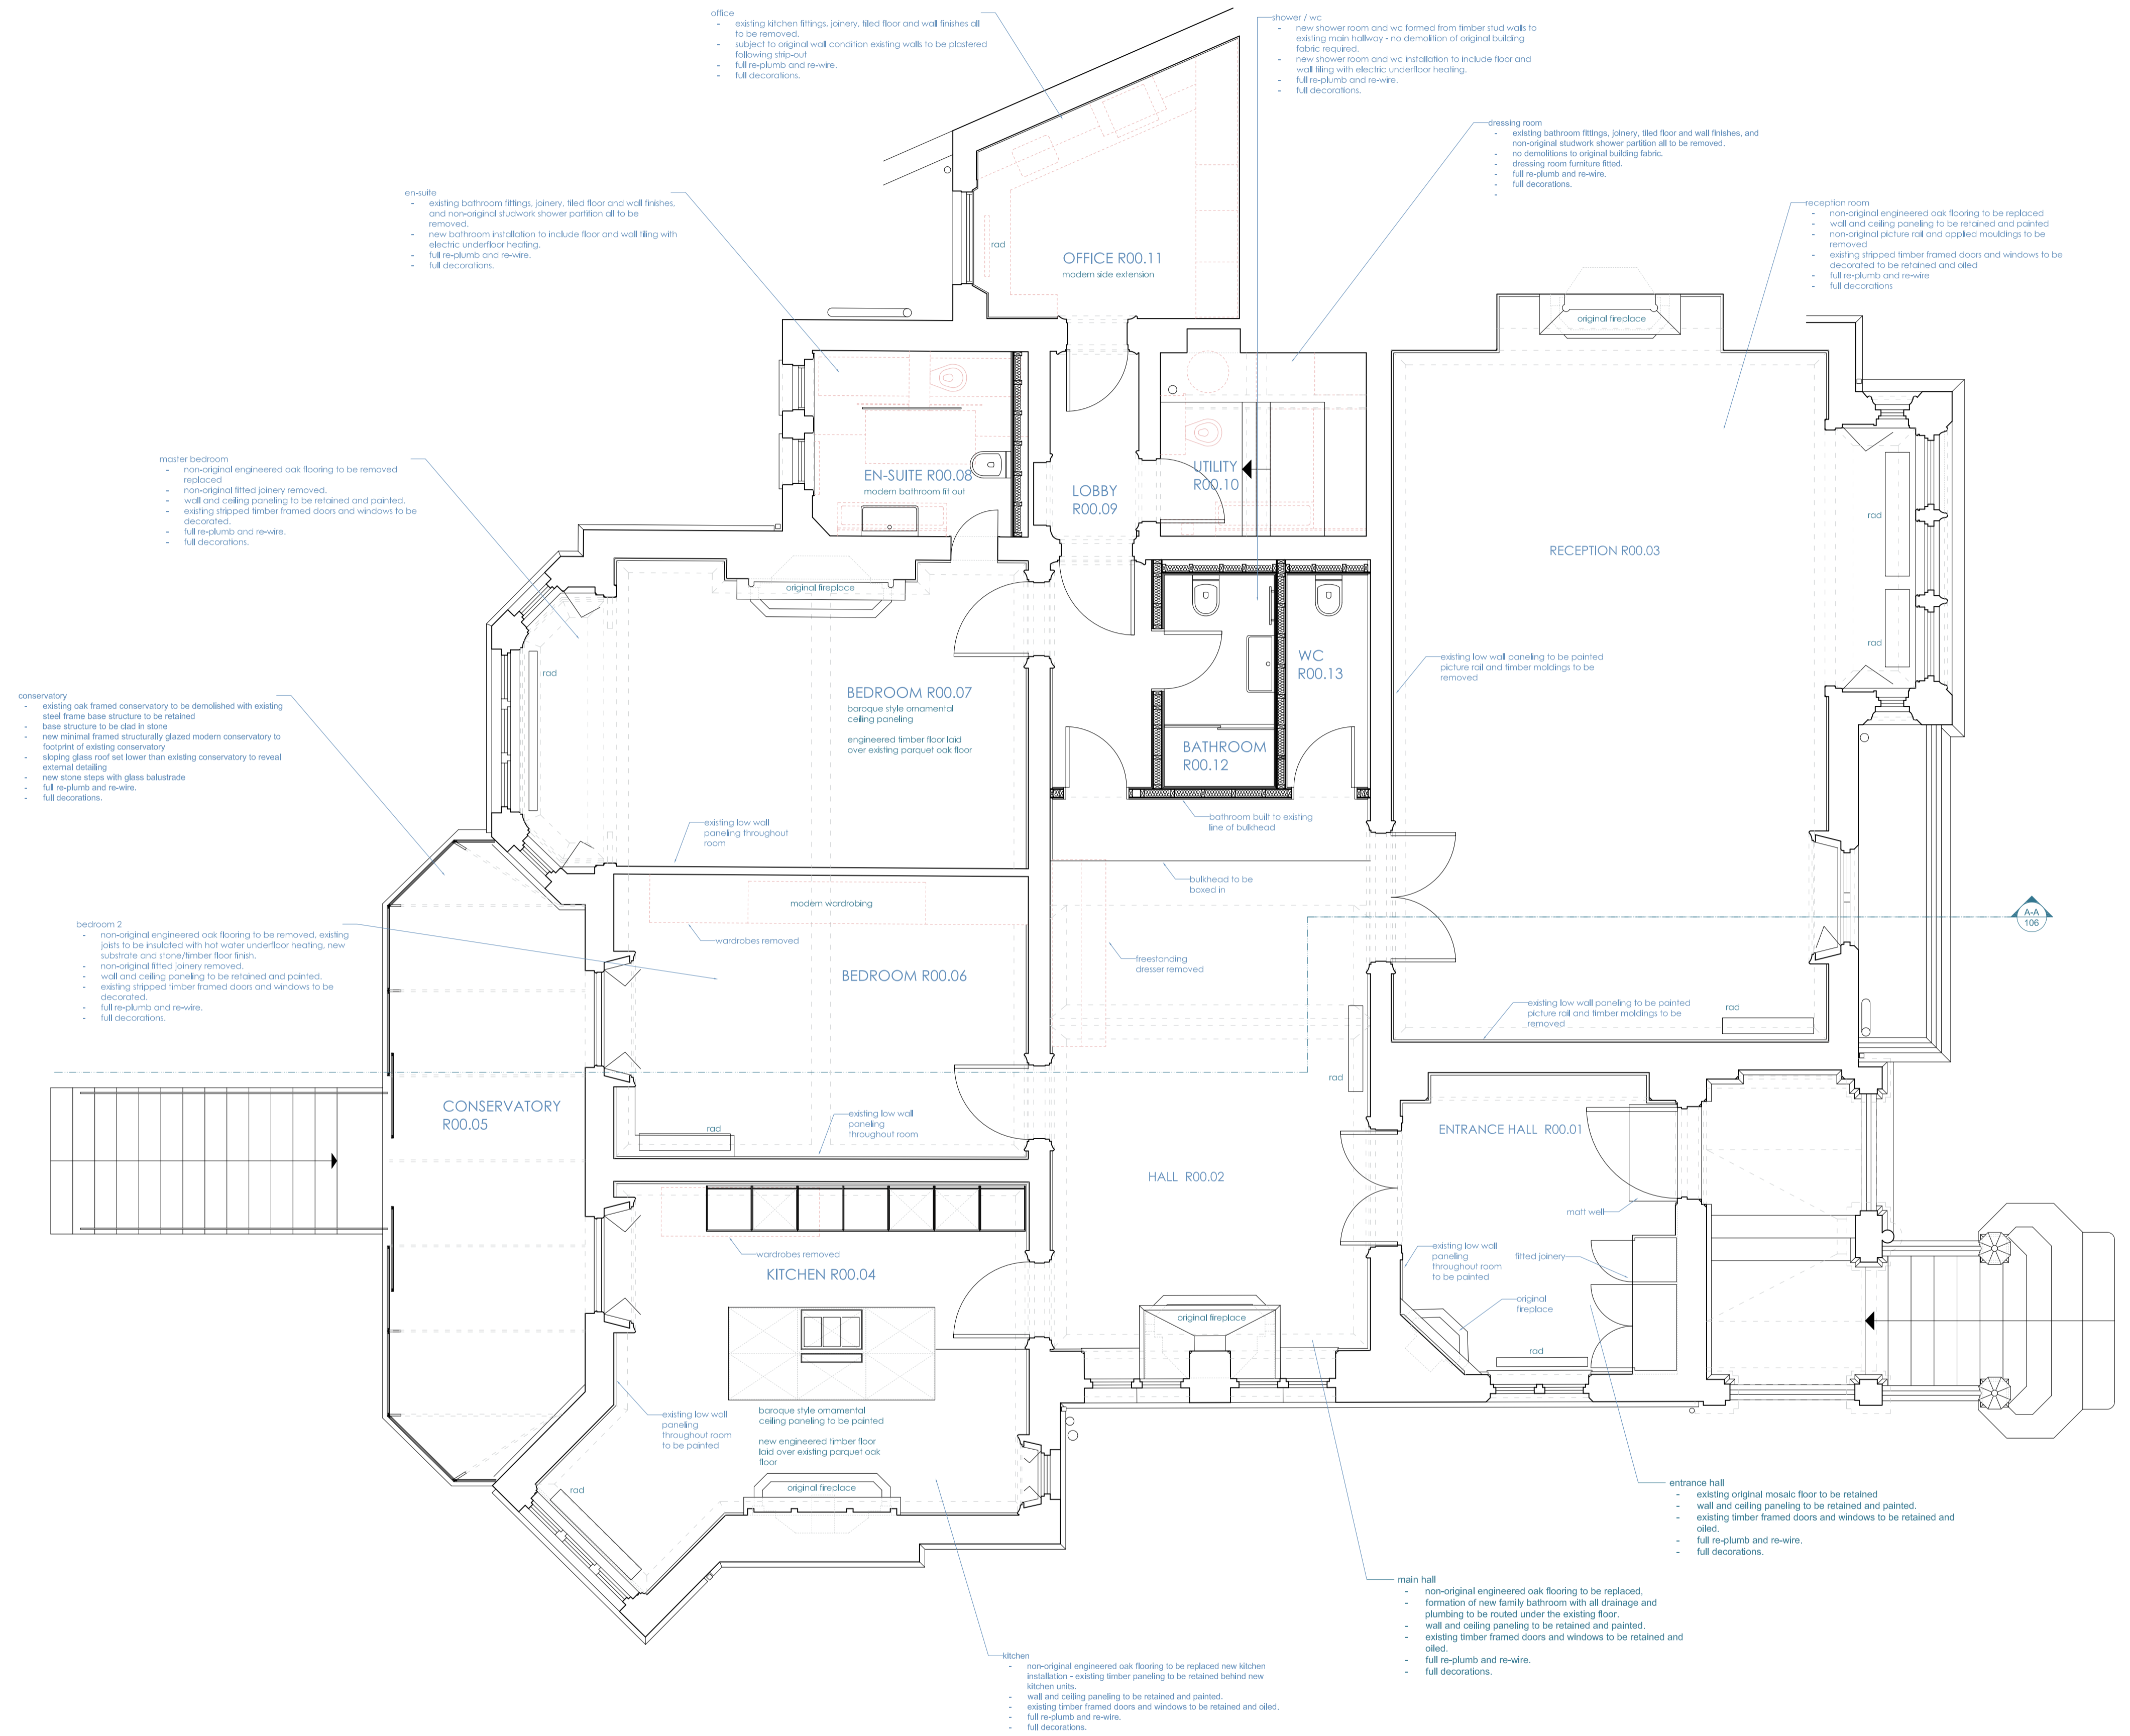 office
- existing kitchen fittings, joinery, tiled floor and wall finishes all
to be removed.
- subject to original wall condition existing walls to be plastered
following strip-out
- full re-plumb and re-wire.
- full decorations.
shower / wc
- new shower room and wc formed from timber stud walls to
existing main hallway - no demolition of original building
fabric required.
- new shower room and wc installation to include floor and
wall tiling with electric underfloor heating.
- full re-plumb and re-wire.
- full decorations.
dressing room
- existing bathroom fittings, joinery, tiled floor and wall finishes, and
non-original studwork shower partition all to be removed.
- no demolitions to original building fabric.
- dressing room furniture fitted.
- full re-plumb and re-wire.
- full decorations.
-
en-suite
- existing bathroom fittings, joinery, tiled floor and wall finishes,
and non-original studwork shower partition all to be
removed.
- new bathroom installation to include floor and wall tiling with
electric underfloor heating.
- full re-plumb and re-wire.
- full decorations.
reception room
- non-original engineered oak flooring to be replaced
- wall and ceiling paneling to be retained and painted
- non-original picture rail and applied mouldings to be
removed
- existing stripped timber framed doors and windows to be
decorated to be retained and oiled
- full re-plumb and re-wire
- full decorations
rad
OFFICE R00.11
modern side extension
original fireplace
master bedroom
- non-original engineered oak flooring to be removed
replaced
- non-original fitted joinery removed.
- wall and ceiling paneling to be retained and painted.
- existing stripped timber framed doors and windows to be
decorated.
- full re-plumb and re-wire.
- full decorations.
EN-SUITE R00.08
modern bathroom fit out
LOBBY
R00.09
UTILITY
R00.10
RECEPTION R00.03
rad
rad
original fireplace
rad
BEDROOM R00.07
baroque style ornamental
ceiling paneling
engineered timber floor laid
over existing parquet oak floor
WC
R00.13
BATHROOM
R00.12
existing low wall paneling to be painted
picture rail and timber moldings to be
removed
conservatory
- existing oak framed conservatory to be demolished with existing
steel frame base structure to be retained
- base structure to be clad in stone
- new minimal framed structurally glazed modern conservatory to
footprint of existing conservatory
- sloping glass roof set lower than existing conservatory to reveal
external detailing
- new stone steps with glass balustrade
- full re-plumb and re-wire.
- full decorations.
existing low wall
paneling throughout
room
bathroom built to existing
line of bulkhead
bulkhead to be
boxed in
modern wardrobing
wardrobes removed
freestanding
dresser removed
A-A
106
bedroom 2
- non-original engineered oak flooring to be removed, existing
joists to be insulated with hot water underfloor heating, new
substrate and stone/timber floor finish.
- non-original fitted joinery removed.
- wall and ceiling paneling to be retained and painted.
- existing stripped timber framed doors and windows to be
decorated.
- full re-plumb and re-wire.
- full decorations.
BEDROOM R00.06
existing low wall paneling to be painted
picture rail and timber moldings to be
removed
rad
rad
CONSERVATORY
R00.05
rad
existing low wall
paneling
throughout room
HALL R00.02
ENTRANCE HALL R00.01
matt well
wardrobes removed
KITCHEN R00.04
existing low wall
paneling
throughout room
to be painted
fitted joinery
original
fireplace
original fireplace
rad
existing low wall
paneling
throughout room
to be painted
baroque style ornamental
ceiling paneling to be painted
new engineered timber floor
laid over existing parquet oak
floor
original fireplace
rad
entrance hall
- existing original mosaic floor to be retained
- wall and ceiling paneling to be retained and painted.
- existing timber framed doors and windows to be retained and
oiled.
- full re-plumb and re-wire.
- full decorations.
main hall
- non-original engineered oak flooring to be replaced,
- formation of new family bathroom with all drainage and
plumbing to be routed under the existing floor.
- wall and ceiling paneling to be retained and painted.
- existing timber framed doors and windows to be retained and
oiled.
- full re-plumb and re-wire.
- full decorations.
kitchen
- non-original engineered oak flooring to be replaced new kitchen
installation - existing timber paneling to be retained behind new
kitchen units.
- wall and ceiling paneling to be retained and painted.
- existing timber framed doors and windows to be retained and oiled.
- full re-plumb and re-wire.
- full decorations.